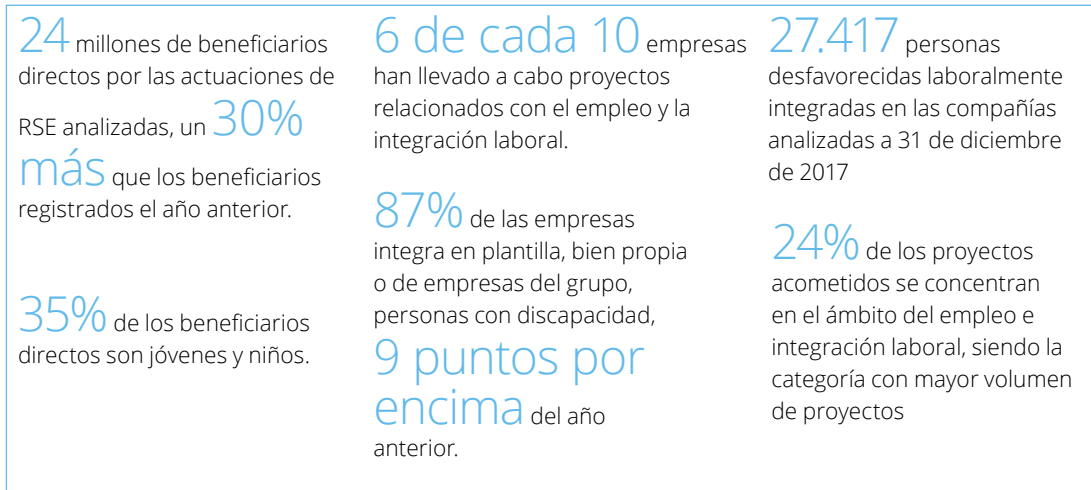 24 millones de beneficiarios
directos por las actuaciones de
RSE analizadas, un 30%
más que los beneficiarios
registrados el año anterior.
35% de los beneficiarios
directos son jóvenes y niños.
6 de cada 10 empresas
han llevado a cabo proyectos
relacionados con el empleo y la
integración laboral.
87% de las empresas
integra en plantilla, bien propia
o de empresas del grupo,
personas con discapacidad,
9 puntos por
encima del año
anterior.
27.417 personas
desfavorecidas laboralmente
integradas en las compañías
analizadas a 31 de diciembre
de 2017
24% de los proyectos
acometidos se concentran
en el ámbito del empleo e
integración laboral, siendo la
categoría con mayor volumen
de proyectos